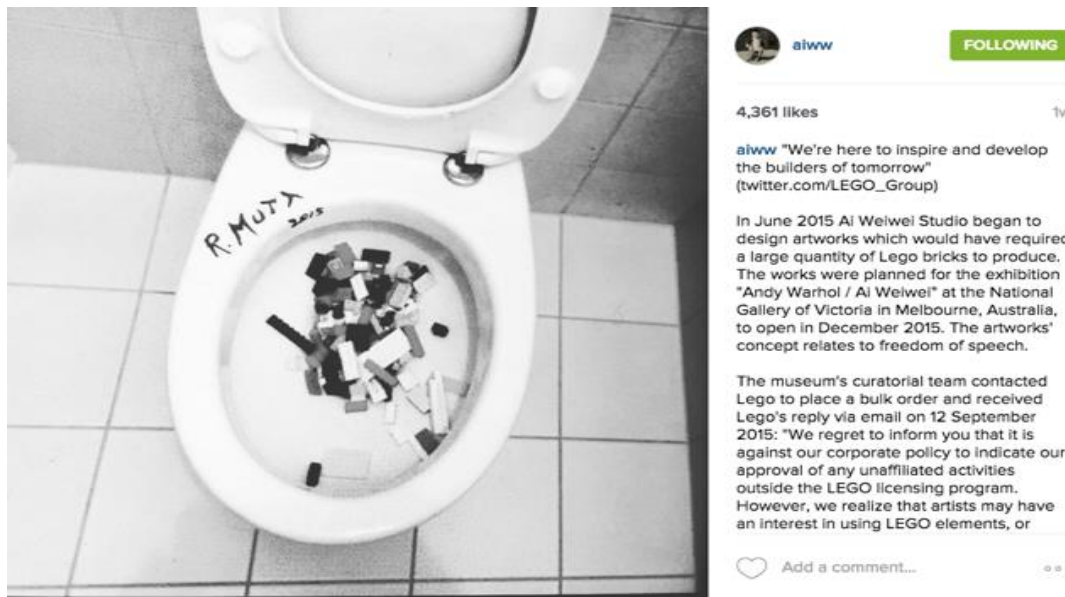 R.MUTT
2015
aiww
FOLLOWING
4,361 likes
aiww "We're here to inspire and develop
the builders of tomorrow"
(twitter.com/LEGO_Group)
In June 2015 Ai Weiwei Studio began to
design artworks which would have required
a large quantity of Lego bricks to produce.
The works were planned for the exhibition
"Andy Warhol / Ai Weiwei" at the National
Gallery of Victoria in Melbourne, Australia,
to open in December 2015. The artworks'
concept relates to freedom of speech.
The museum's curatorial team contacted
Lego to place a bulk order and received
Lego's reply via email on 12 September
2015: "We regret to inform you that it is
against our corporate policy to indicate our
approval of any unaffiliated activities
outside the LEGO licensing program.
However, we realize that artists may have
an interest in using LEGO elements, or
Add a comment...